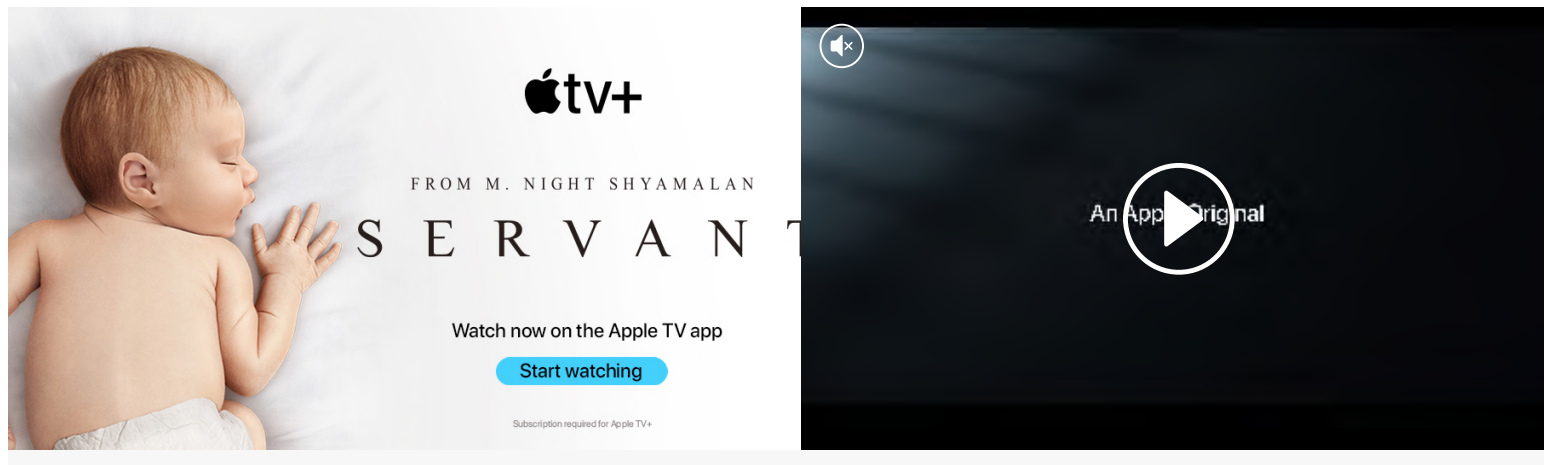 tv+
FROM M. NIGHT SHYAMALAN
SERVANT
Watch now on the Apple TV app
Start watching
Subscription required for Apple TV+
An Apple Original